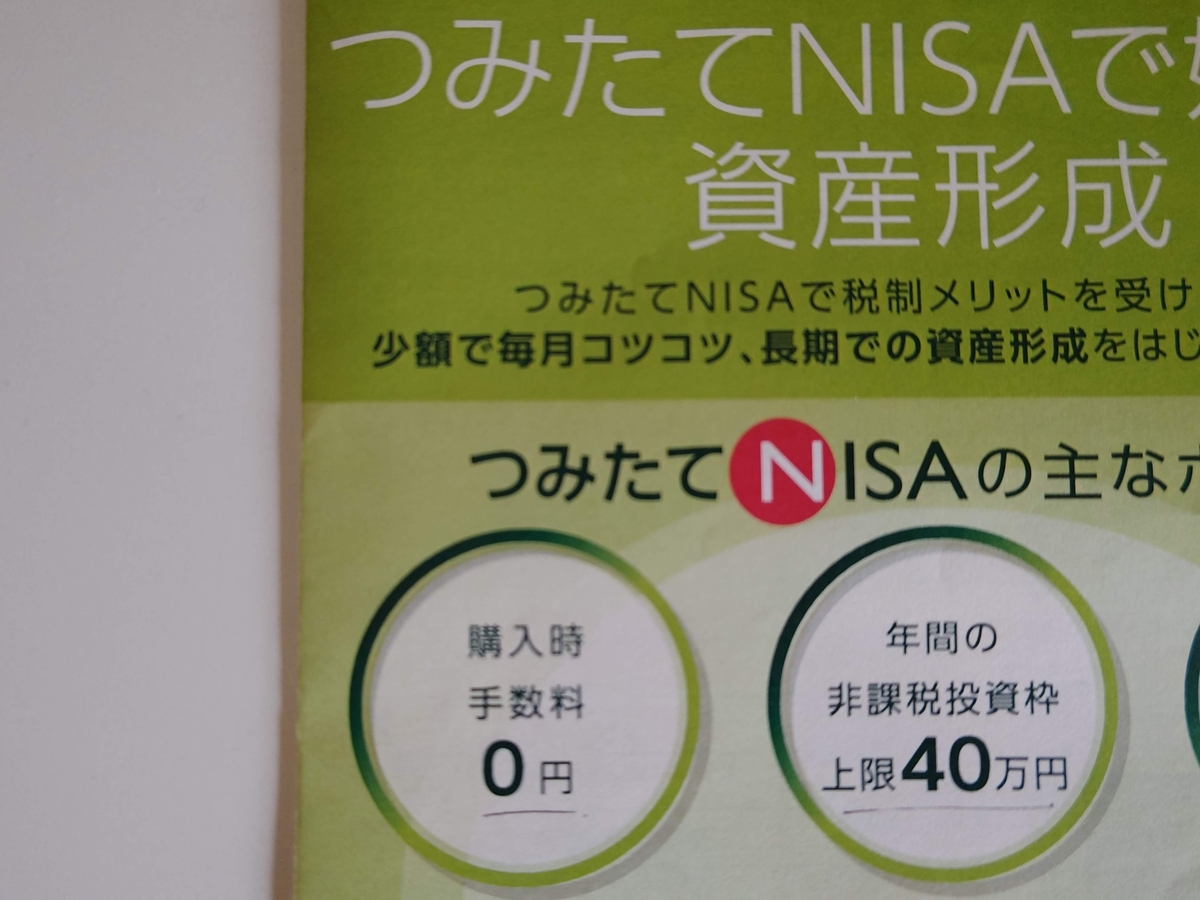 つみたてNISAで
資産形成
つみたてNISAで税制メリットを受け
少額で毎月コツコツ、長期での資産形成をはじ
つみたてNISAの主な
購入時
手数料
0円
年間の
非課税投資枠
上限40万円